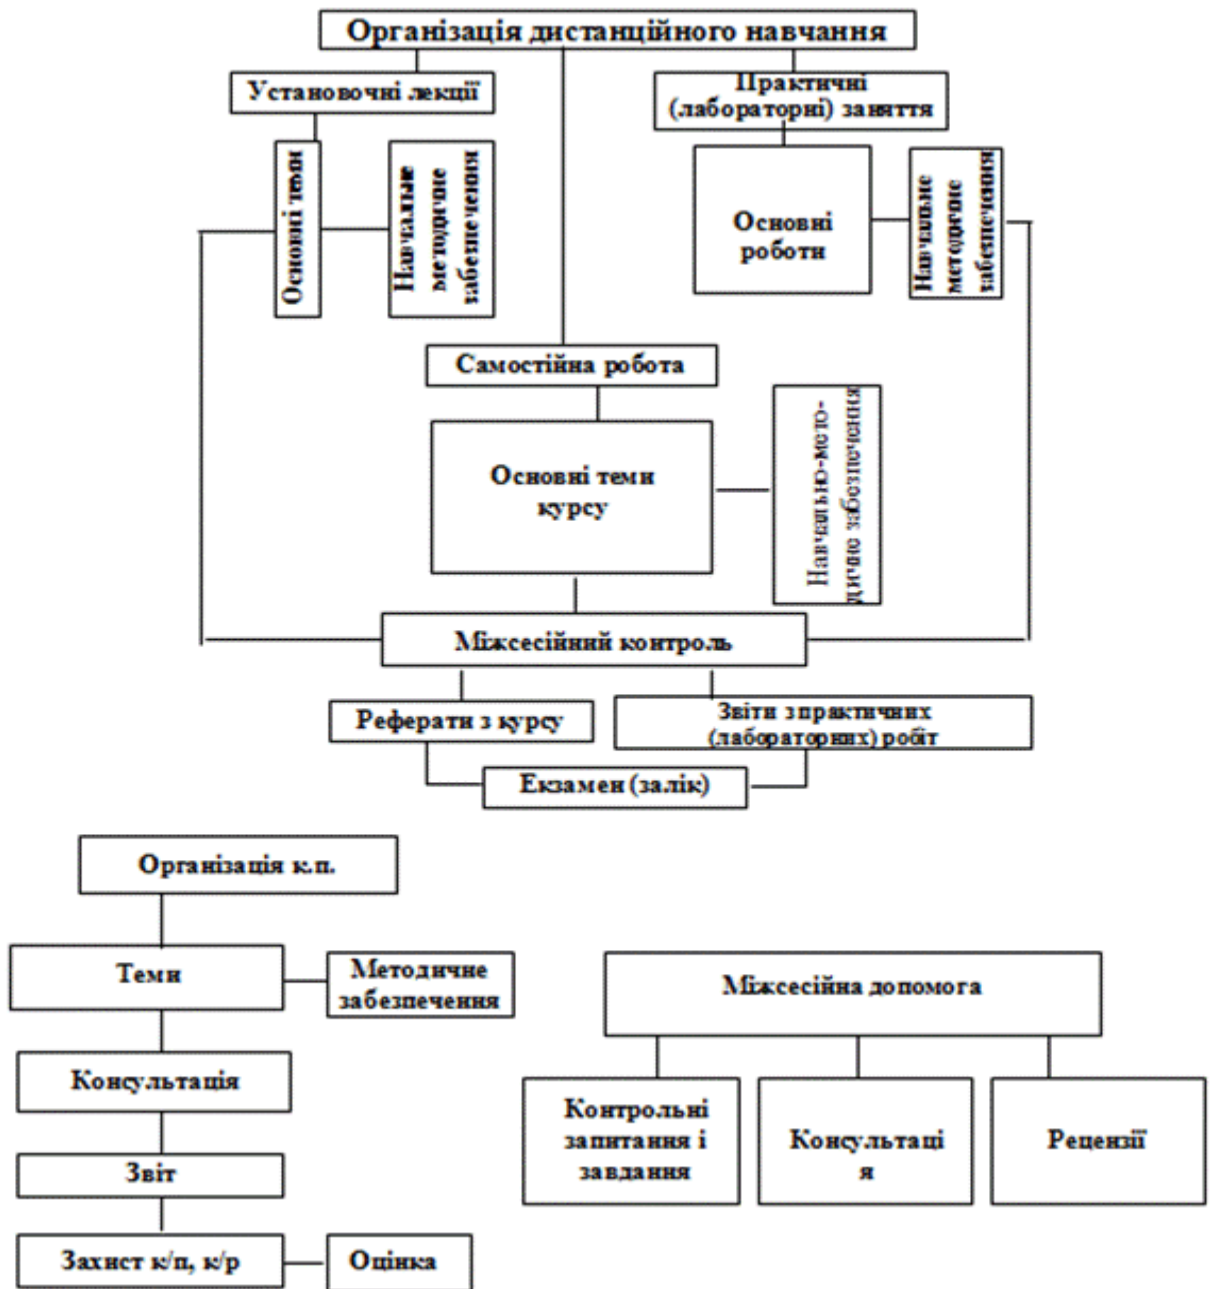 Організація дистанційного навчання
Установочні лекції
Практичні
(лабораторні) заняття
Основні теми
Навчальне
методичне
забезпечення
Основні
роботи
Навчальне
методичне
забезпечення
Самостійна робота
Основні теми
курсу
Навчально-мето-
дичне забезпечення
Міжсесійний контроль
Реферати з курсу
Звіти з практичних
(лабораторних) робіт
Екзамен (залік)
Організація к.п.
Теми
Методичне
забезпечення
Міжсесійна допомога
Консультація
Контрольні
запитання і
завдання
Консультаці
я
Рецензії
Звіт
Захист к/п, к/р
Оцінка